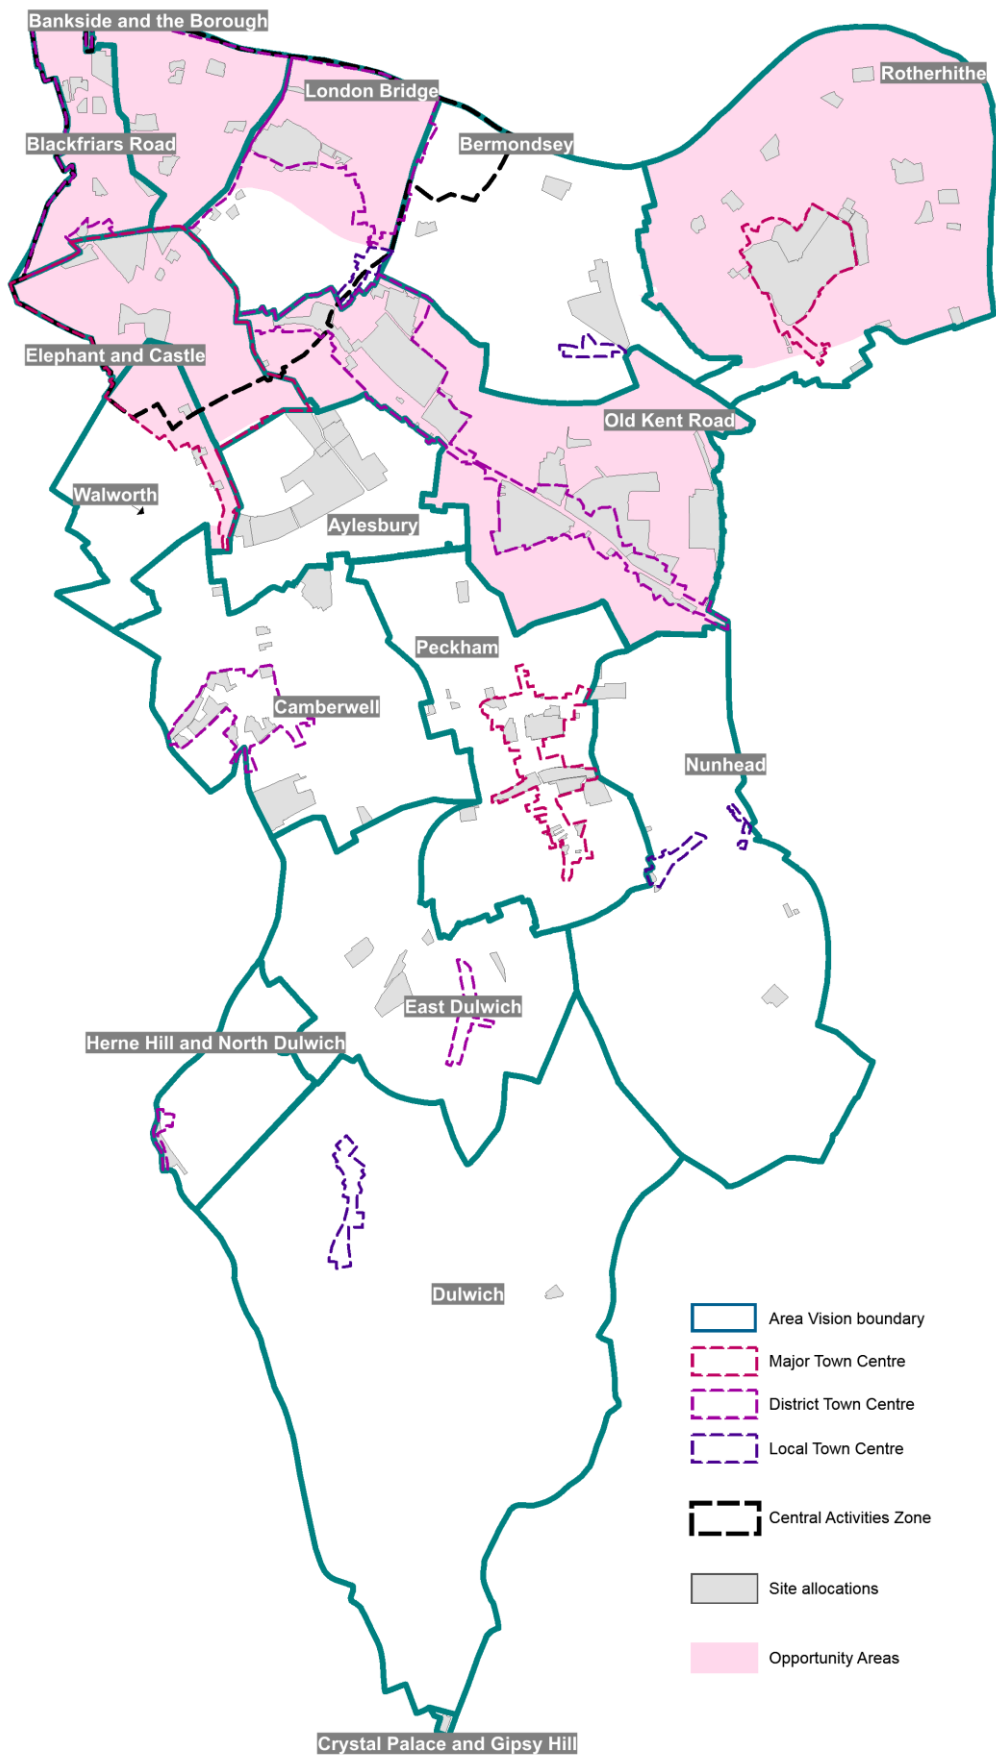 Bankside and the Borough
Rotherhithe
London Bridge
Blackfriars Road
Bermondsey
Elephant and Castle
Old Kent Road
Walworth
Aylesbury
Peckham
Camberwell
Nunhead
East Dulwich
Herne Hill and North Dulwich
Dulwich
Area Vision boundary
Major Town Centre
District Town Centre
Local Town Centre
Central Activities Zone
Site allocations
Opportunity Areas
Crystal Palace and Gipsy Hill